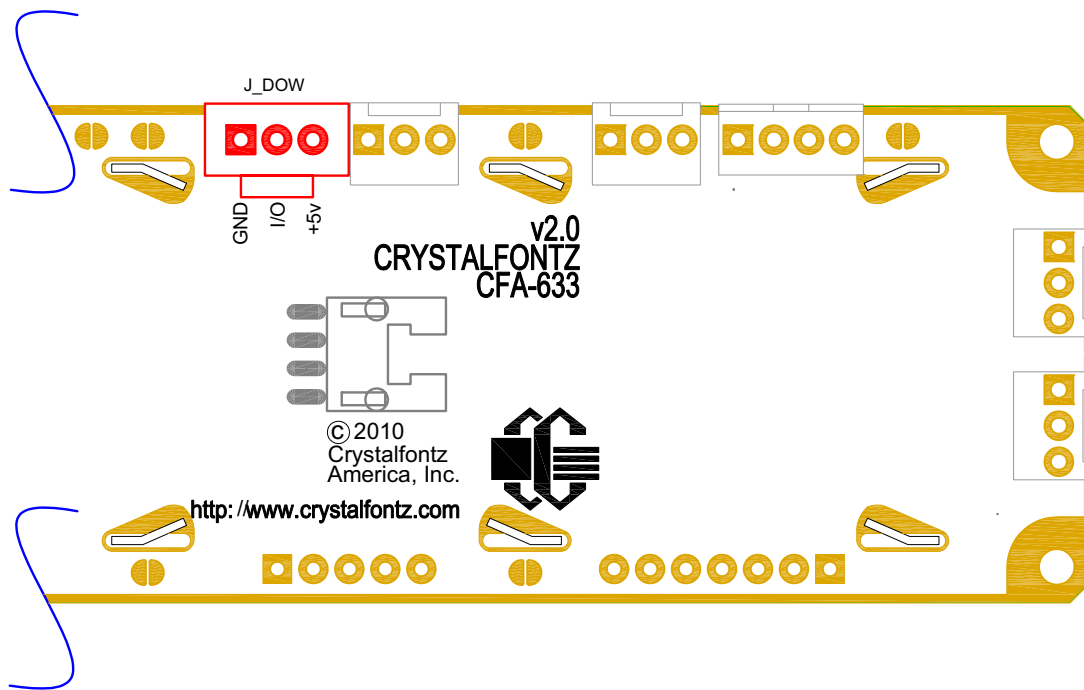 J_DOW
GND
I/O
+5v
v2.0
CRYSTALFONTZ
CFA-633
© 2010
Crystalfontz
America, Inc.
http://www.crystalfontz.com